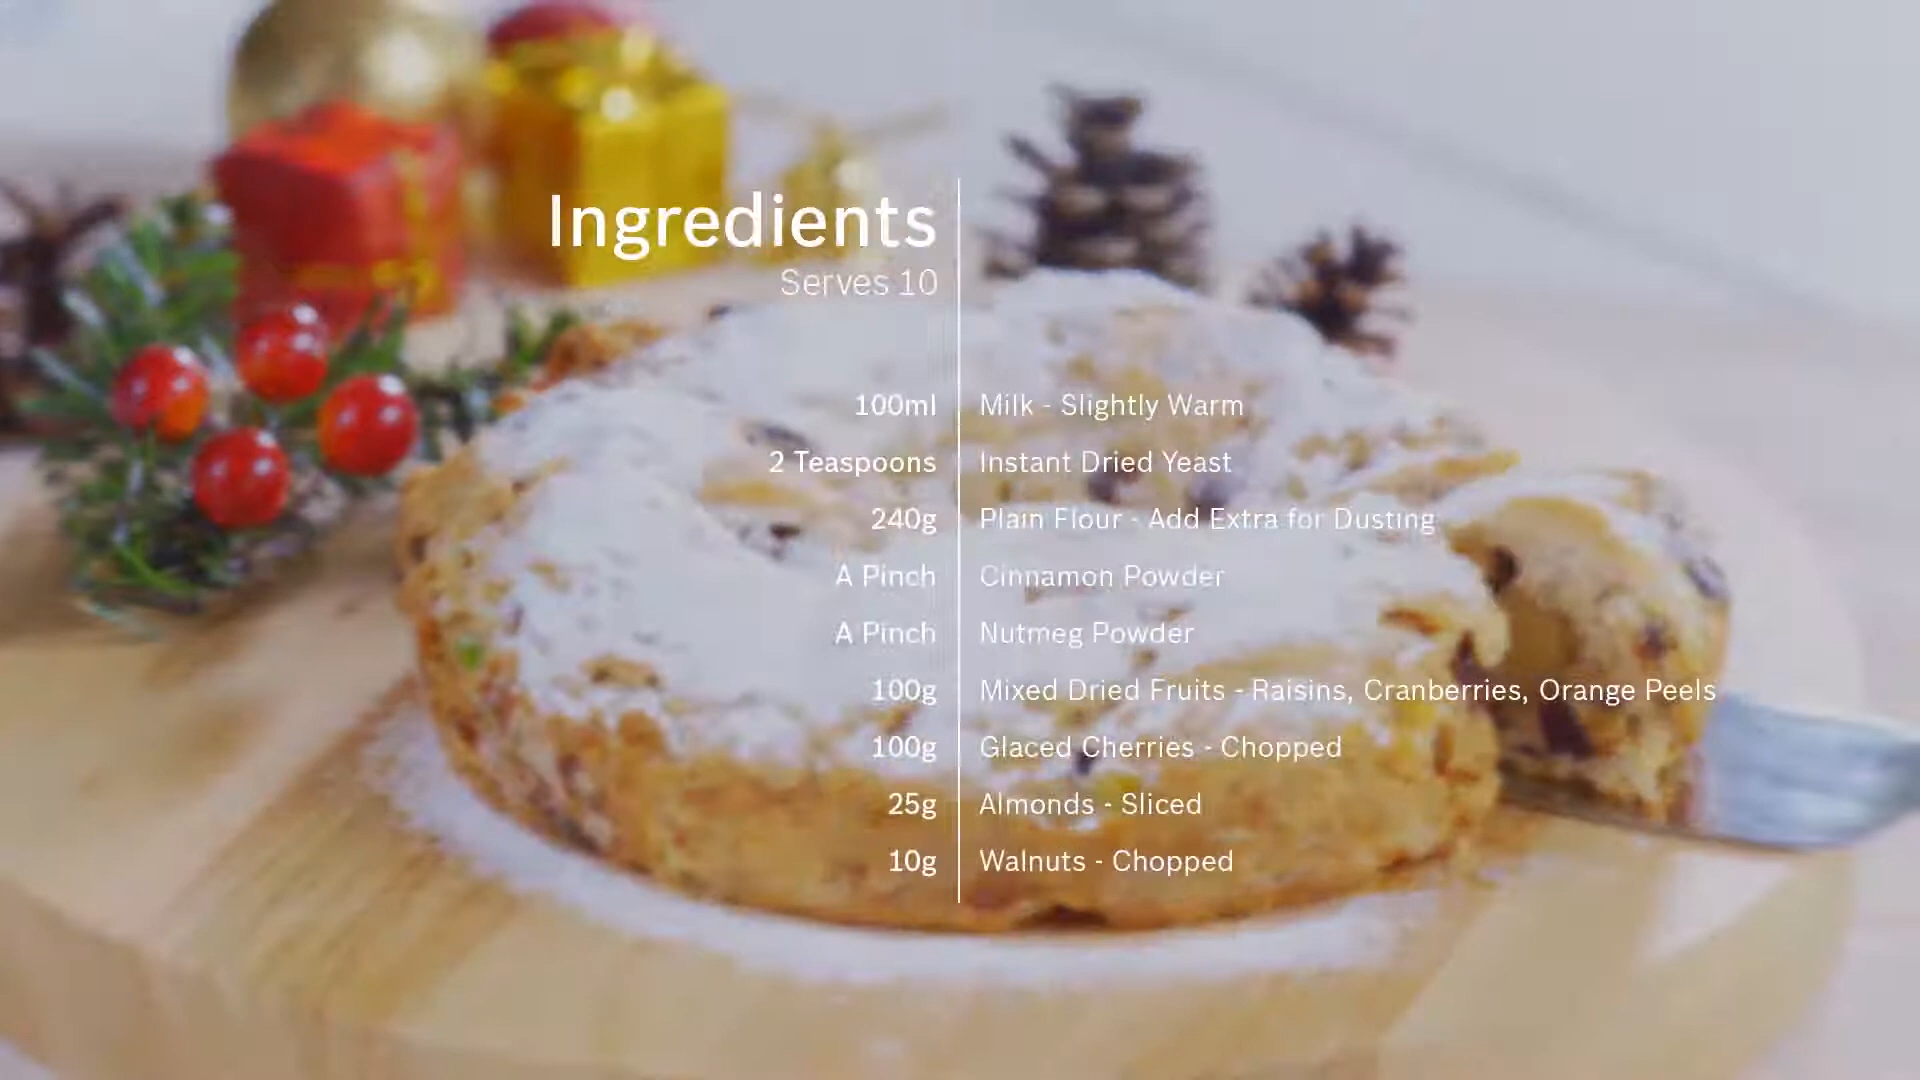 Ingredients
Serves 10
100ml Milk - Slightly Warm
2 Teaspoons Instant Dried Yeast
240g Plain Flour - Add Extra for Dusting
A Pinch Cinnamon Powder
A Pinch Nutmeg Powder
100g Mixed Dried Fruits - Raisins, Cranberries, Orange Peels
100g Glaced Cherries - Chopped
25g Almonds - Sliced
10g Walnuts - Chopped